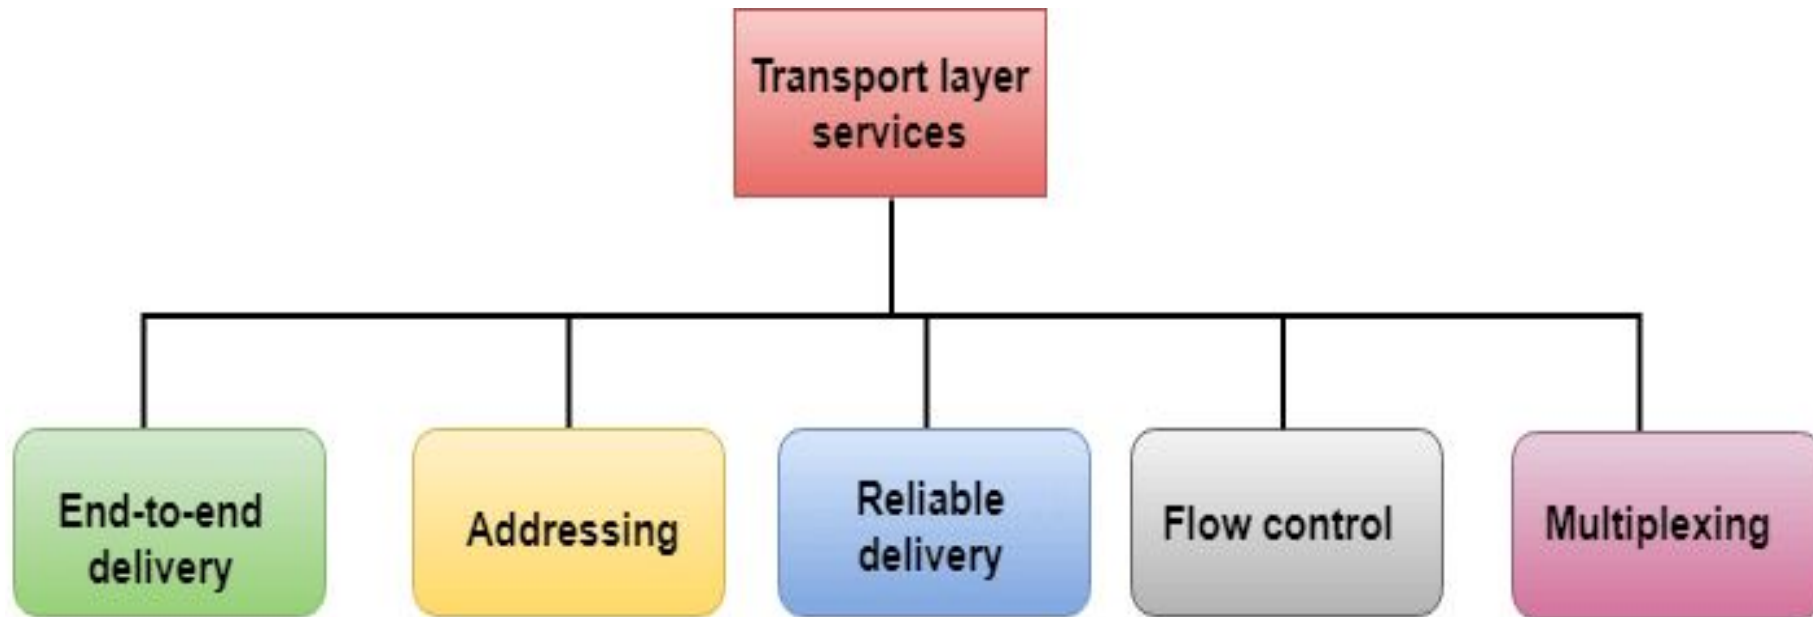 Transport layer
services
End-to-end
delivery
Addressing
Reliable
delivery
Flow control
Multiplexing